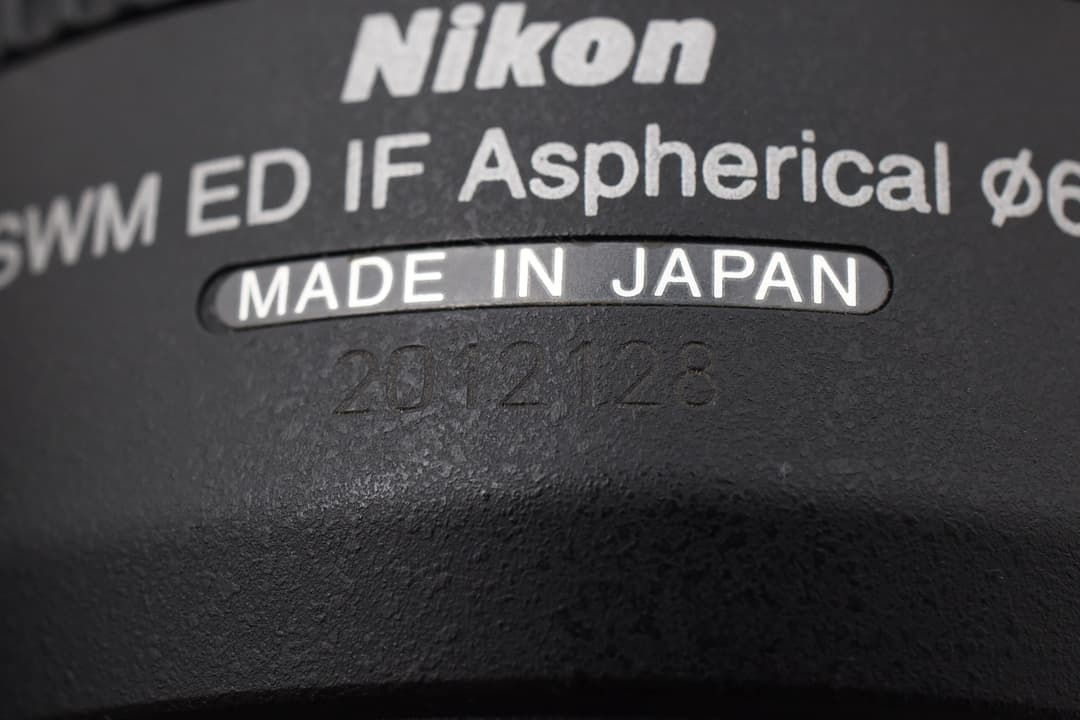 Nikon
SWM ED IF Aspherical ø6
MADE IN JAPAN
2012128